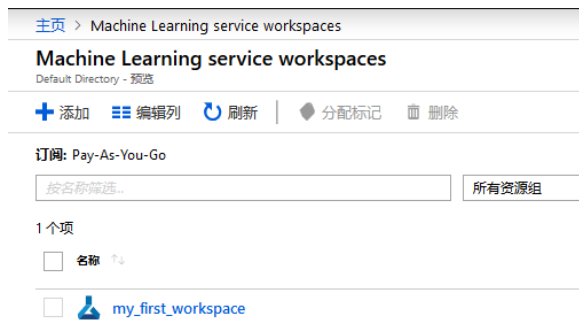 主页 > Machine Learning service workspaces
Machine Learning service workspaces
Default Directory - 预览
添加 编辑列 刷新 分配标记 删除
订阅: Pay-As-You-Go
按名称筛选... 所有资源组
1 个项
名称
my_first_workspace